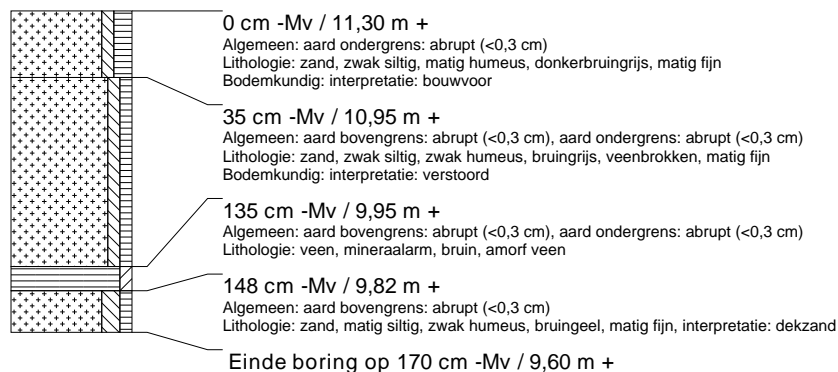 0 cm -Mv / 11,30 m +
Algemeen: aard ondergrens: abrupt (<0,3 cm)
Lithologie: zand, zwak siltig, matig humeus, donkerbruingrijs, matig fijn
Bodemkundig: interpretatie: bouwvoor
35 cm -Mv / 10,95 m +
Algemeen: aard bovengrens: abrupt (<0,3 cm), aard ondergrens: abrupt (<0,3 cm)
Lithologie: zand, zwak siltig, zwak humeus, bruingrijs, veenbrokken, matig fijn
Bodemkundig: interpretatie: verstoord
135 cm -Mv / 9,95 m +
Algemeen: aard bovengrens: abrupt (<0,3 cm), aard ondergrens: abrupt (<0,3 cm)
Lithologie: veen, mineraalarm, bruin, amorf veen
148 cm -Mv / 9,82 m +
Algemeen: aard bovengrens: abrupt (<0,3 cm)
Lithologie: zand, matig siltig, zwak humeus, bruingeel, matig fijn, interpretatie: dekzand
Einde boring op 170 cm -Mv / 9,60 m +